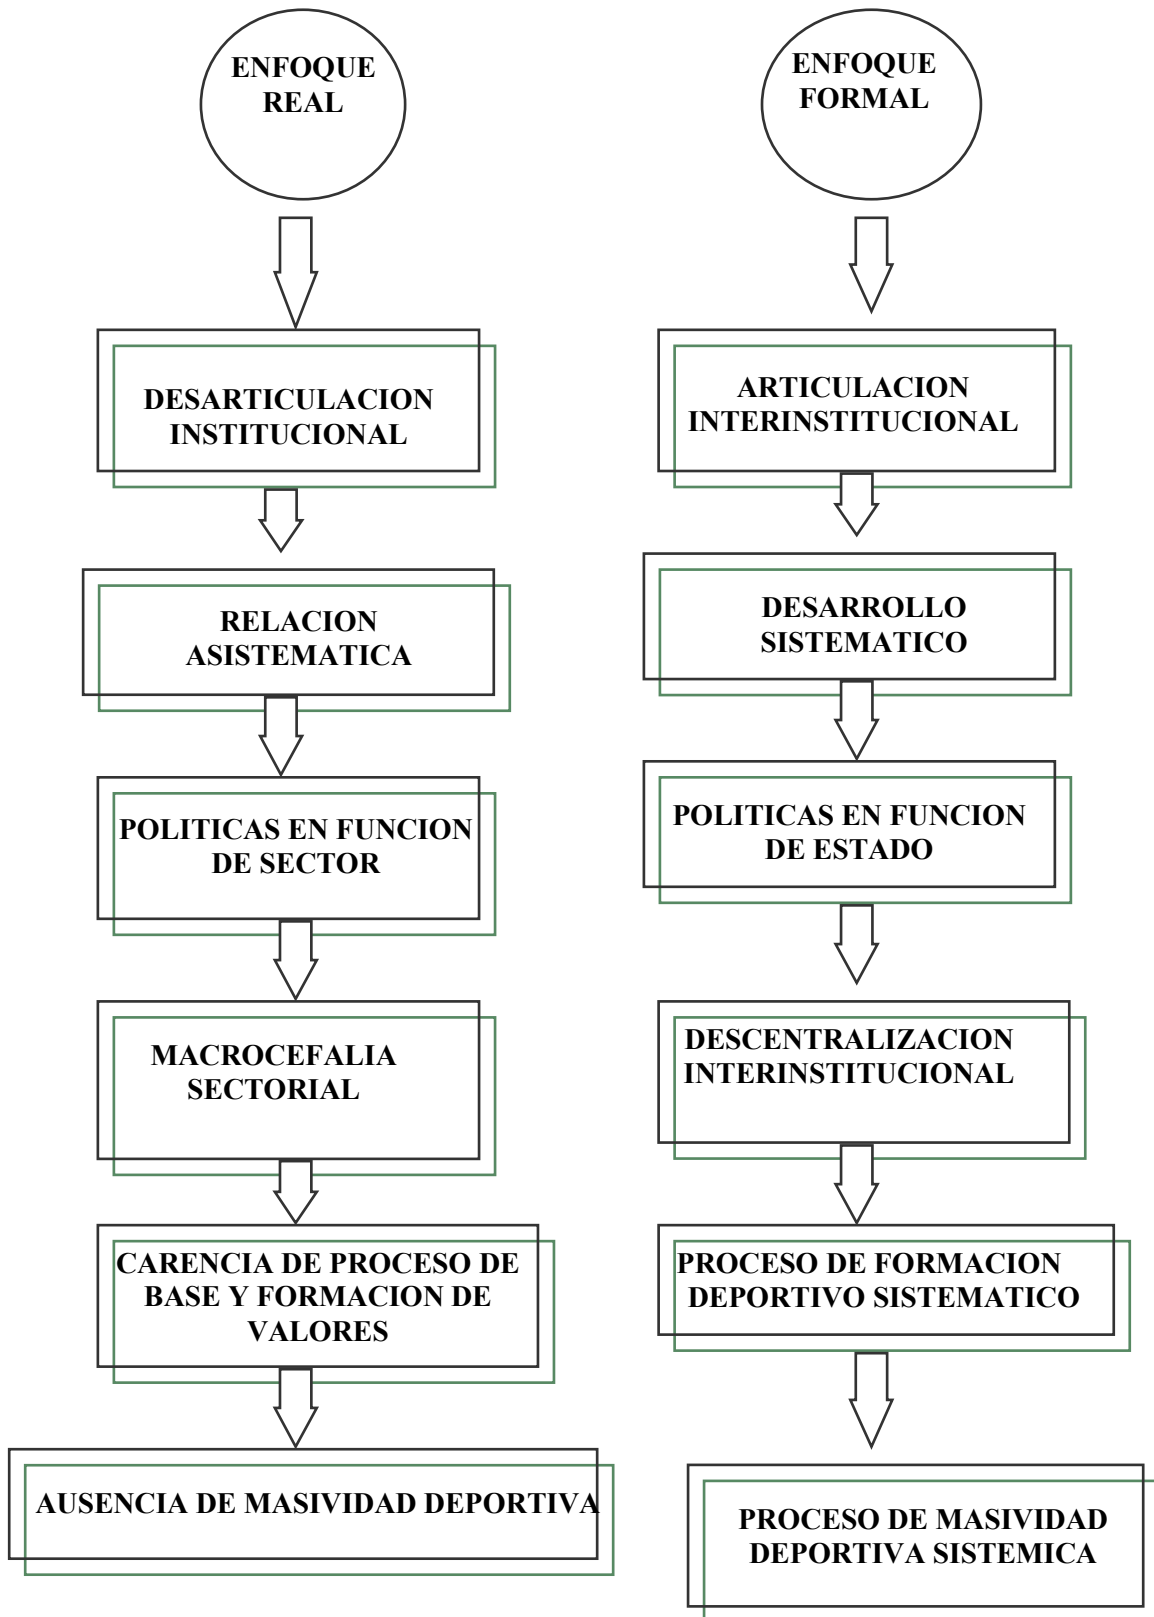 ENFOQUE
REAL
DESARTICULACION
INSTITUCIONAL
RELACION
ASISTEMATICA
POLITICAS EN FUNCION
DE SECTOR
MACROCEFALIA
SECTORIAL
CARENCIA DE PROCESO DE
BASE Y FORMACION DE
VALORES
AUSENCIA DE MASIVIDAD DEPORTIVA
ENFOQUE
FORMAL
ARTICULACION
INTERINSTITUCIONAL
DESARROLLO
SISTEMATICO
POLITICAS EN FUNCION
DE ESTADO
DESCENTRALIZACION
INTERINSTITUCIONAL
PROCESO DE FORMACION
DEPORTIVO SISTEMATICO
PROCESO DE MASIVIDAD
DEPORTIVA SISTEMICA